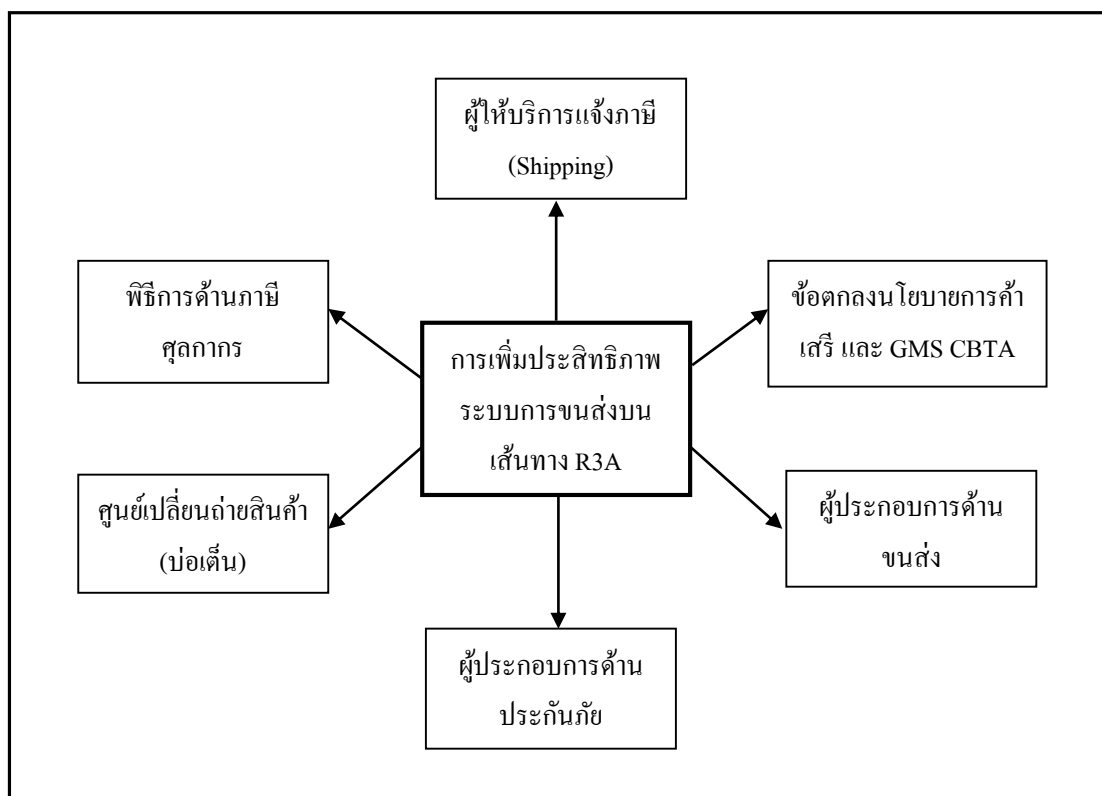 ผู้ให้บริการแจ้งภาษี
(Shipping)
พิธีการด้านภาษี
ศุลกากร
ข้อตกลงนโยบายการค้า
เสรี และ GMS CBTA
การเพิ่มประสิทธิภาพ
ระบบการขนส่งบน
เส้นทาง R3A
ศูนย์เปลี่ยนถ่ายสินค้า
(บ่อเต็น)
ผู้ประกอบการด้าน
ขนส่ง
ผู้ประกอบการด้าน
ประกันภัย